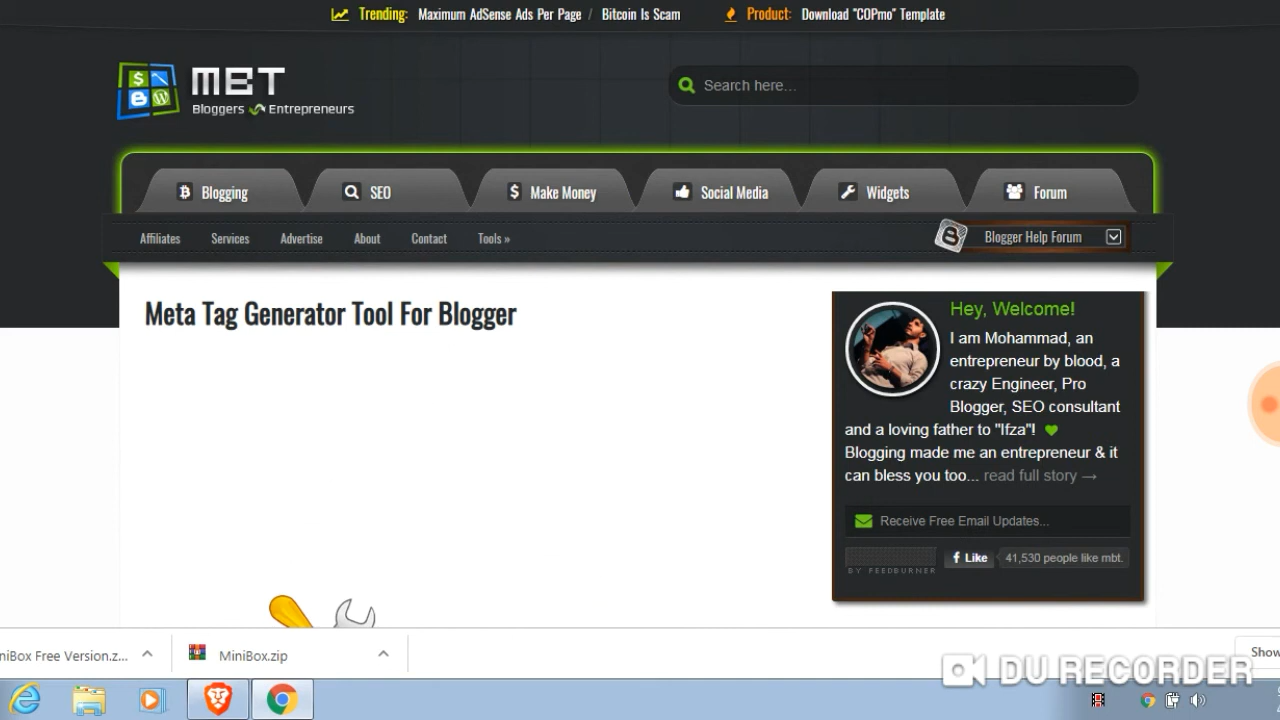 Trending: Maximum AdSense Ads Per Page / Bitcoin Is Scam Product: Download "COPmo" Template
MBT
Bloggers Entrepreneurs
Search here...
Blogging SEO Make Money Social Media Widgets Forum
Affiliates Services Advertise About Contact Tools » Blogger Help Forum
Meta Tag Generator Tool For Blogger
Hey, Welcome!
I am Mohammad, an
entrepreneur by blood, a
crazy Engineer, Pro
Blogger, SEO consultant
and a loving father to "Ifza"!
Blogging made me an entrepreneur & it
can bless you too... read full story →
Receive Free Email Updates...
Like 41,530 people like mbt.
BY FEEDBURNER
niBox Free Version.z... MiniBox.zip Show
DU RECORDER